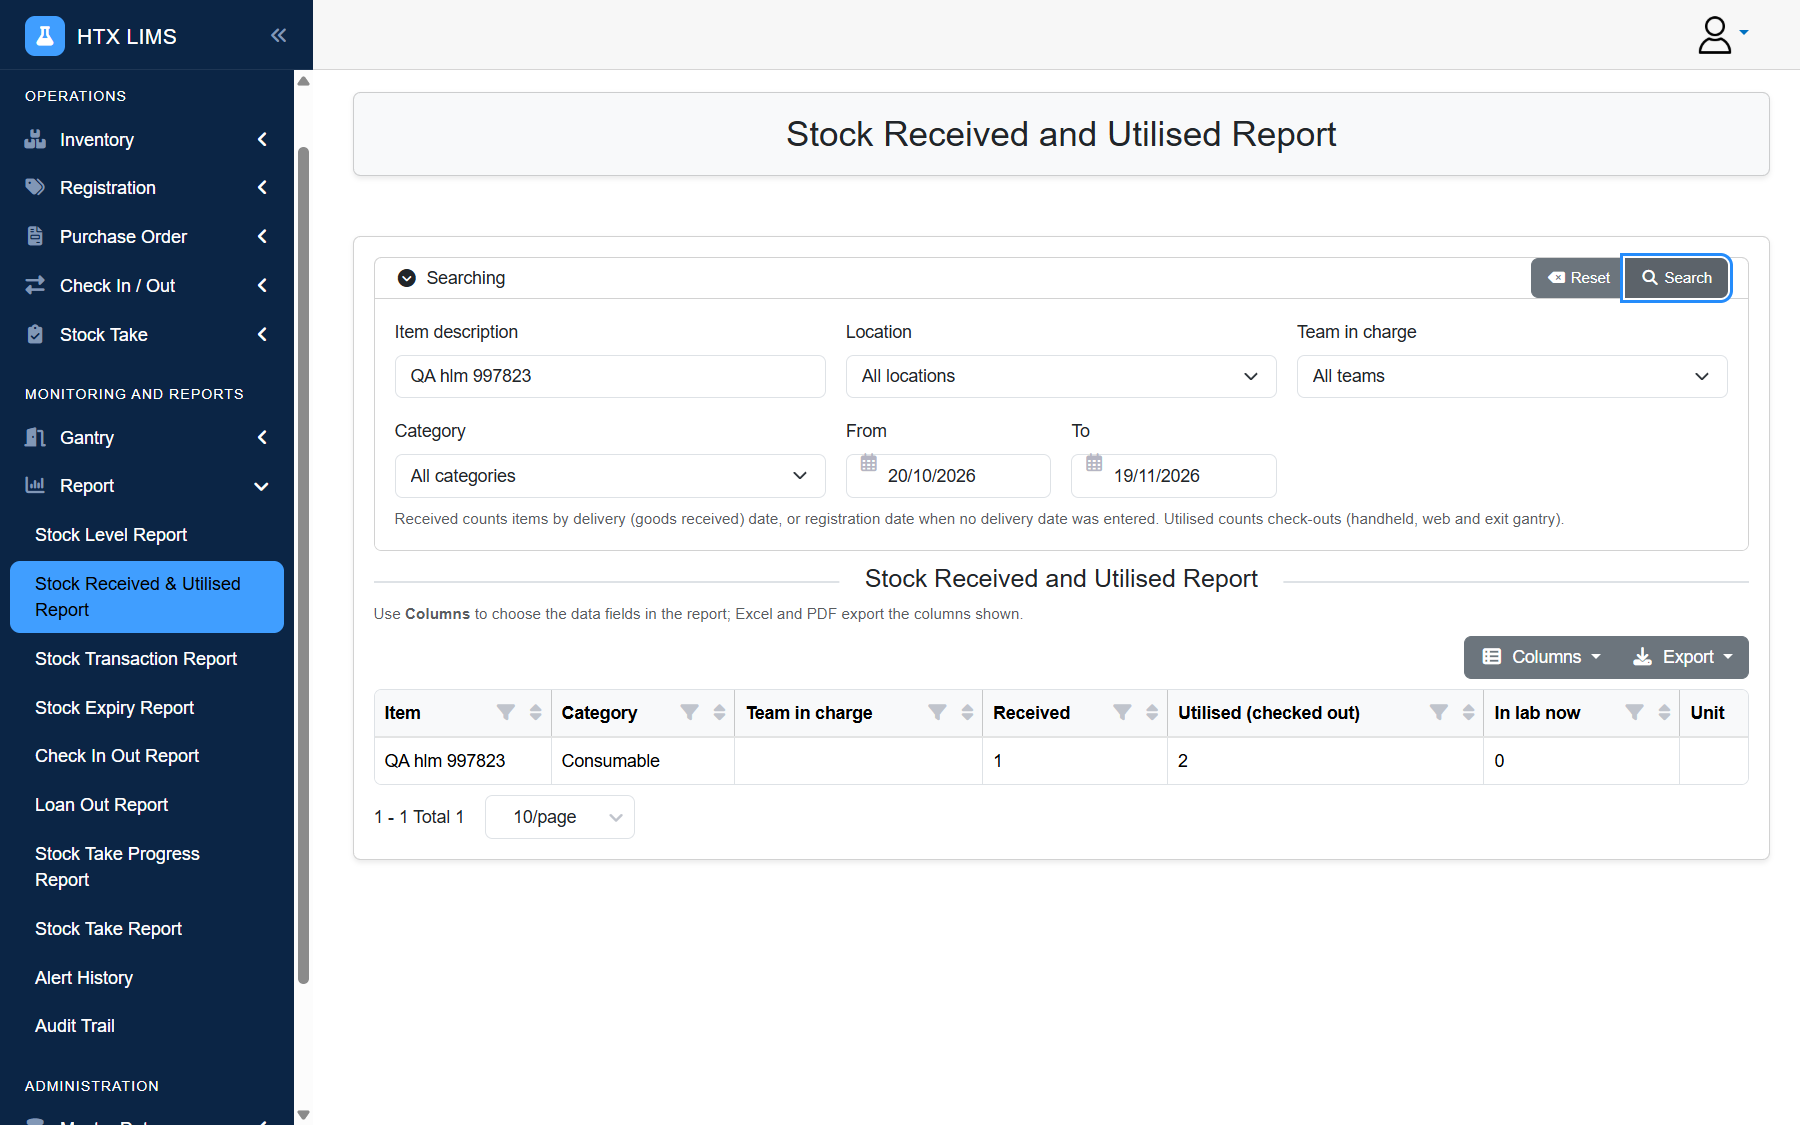 HTX LIMS
OPERATIONS
Inventory
Registration
Purchase Order
Check In / Out
Stock Take
MONITORING AND REPORTS
Gantry
Report
Stock Level Report
Stock Received & Utilised
Report
Stock Transaction Report
Stock Expiry Report
Check In Out Report
Loan Out Report
Stock Take Progress
Report
Stock Take Report
Alert History
Audit Trail
ADMINISTRATION
Stock Received and Utilised Report
Searching
Reset
Search
Item description
Location
Team in charge
QA hlm 997823
All locations
All teams
Category
From
To
All categories
20/10/2026
19/11/2026
Received counts items by delivery (goods received) date, or registration date when no delivery date was entered. Utilised counts check-outs (handheld, web and exit gantry).
Stock Received and Utilised Report
Use Columns to choose the data fields in the report; Excel and PDF export the columns shown.
Columns
Export
Item Category Team in charge Received Utilised (checked out) In lab now Unit
QA hlm 997823 Consumable 1 2 0
1 - 1 Total 1
10/page